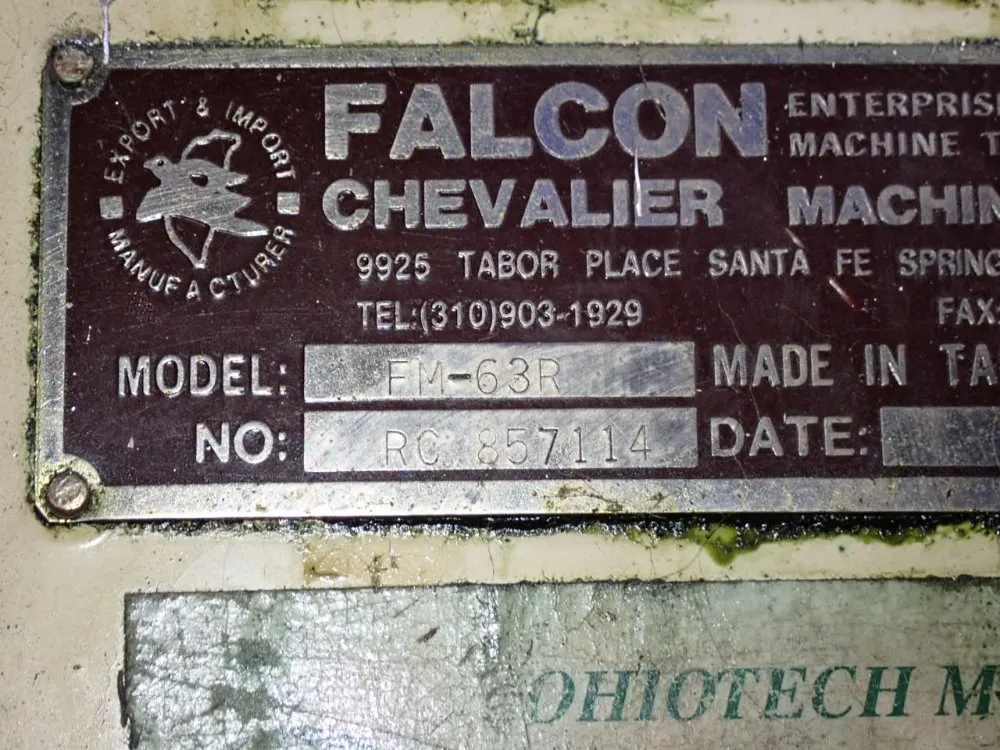 EXPORT & IMPORT
MANUFACTURER
FALCON
ENTERPRIS
MACHINE T
CHEVALIER MACHIN
9925 TABOR PLACE SANTA FE SPRING
TEL:(310)903-1929 FAX
MODEL: FM-63R MADE IN TA
NO: RC 857114 DATE:
OHIOTECH M